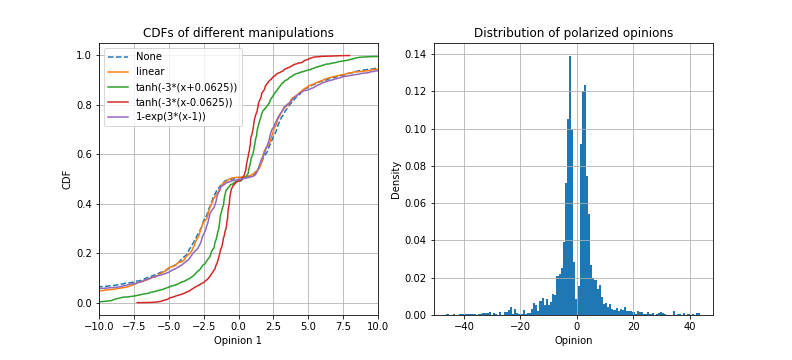 CDFs of different manipulations
1.0
0.8
0.6
0.4
0.2
0.0
CDF
None
linear
tanh(-3*(x+0.0625))
tanh(-3*(x-0.0625))
1-exp(3*(x-1))
−10.0 −7.5 −5.0 −2.5 0.0 2.5 5.0 7.5 10.0
Opinion 1
Distribution of polarized opinions
0.14
0.12
0.10
0.08
0.06
0.04
0.02
0.00
Density
−40 −20 0 20 40
Opinion